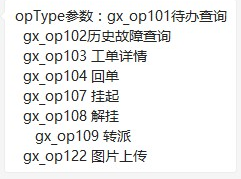 opType参数：gx_op101待办查询
gx_op102历史故障查询
gx_op103 工单详情
gx_op104 回单
gx_op107 挂起
gx_op108 解挂
gx_op109 转派
gx_op122 图片上传